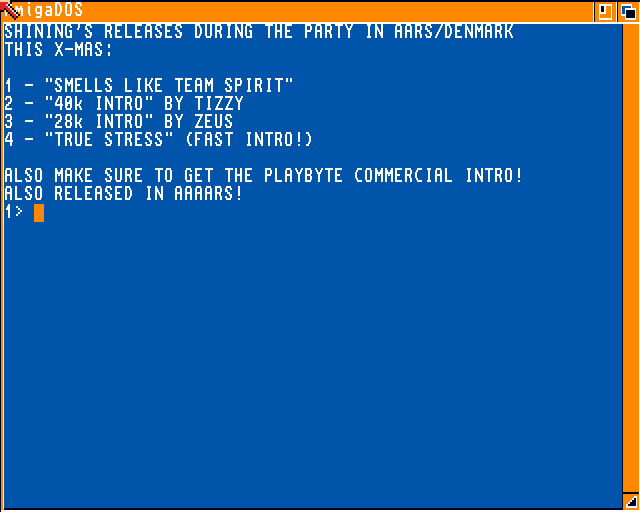 AmigaDOS
SHINING'S RELEASES DURING THE PARTY IN AARS/DENMARK
THIS X-MAS:
1 - "SMELLS LIKE TEAM SPIRIT"
2 - "40k INTRO" BY TIZZY
3 - "28k INTRO" BY ZEUS
4 - "TRUE STRESS" (FAST INTRO!)
ALSO MAKE SURE TO GET THE PLAYBYTE COMMERCIAL INTRO!
ALSO RELEASED IN AAAARS!
1>